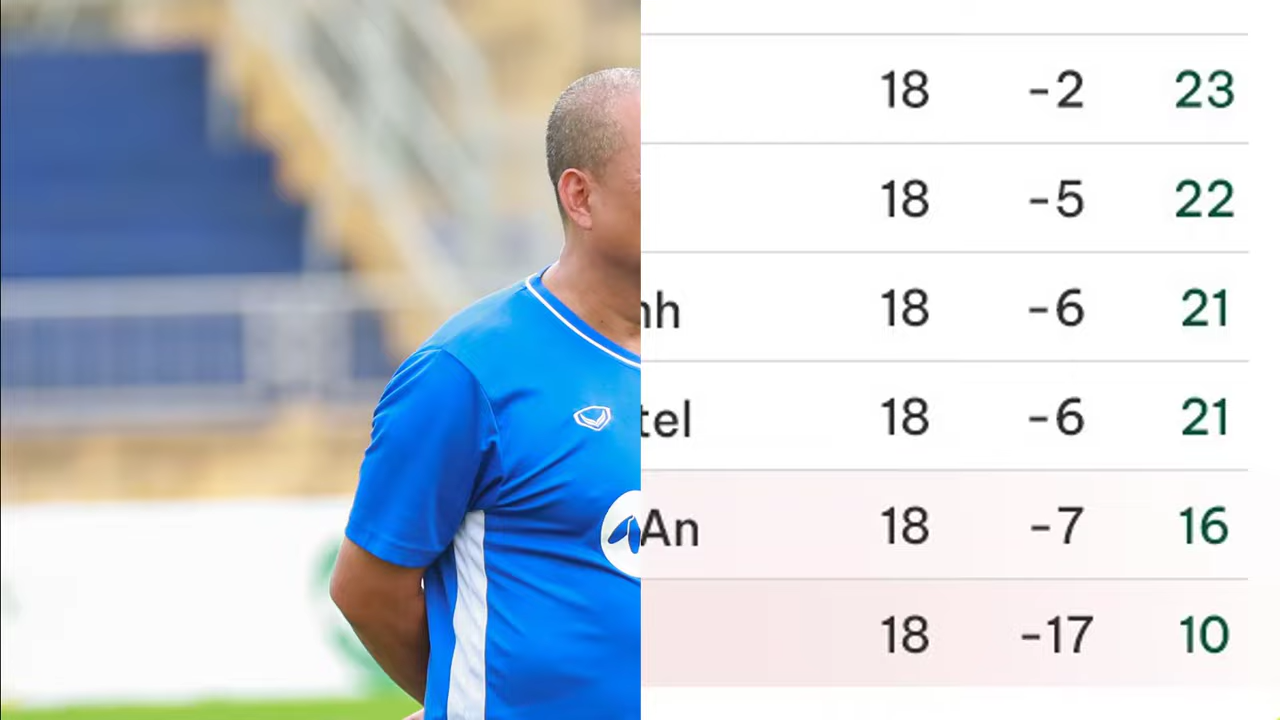 18 -2 23
18 -5 22
nh 18 -6 21
tel 18 -6 21
An 18 -7 16
18 -17 10